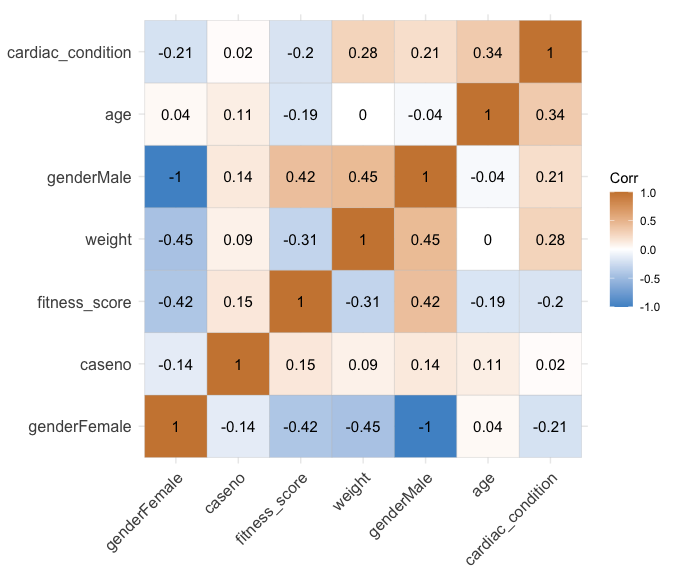 cardiac_condition -0.21 0.02 -0.2 0.28 0.21 0.34 1
age 0.04 0.11 -0.19 0 -0.04 1 0.34
genderMale -1 0.14 0.42 0.45 1 -0.04 0.21
weight -0.45 0.09 -0.31 1 0.45 0 0.28
fitness_score -0.42 0.15 1 -0.31 0.42 -0.19 -0.2
caseno -0.14 1 0.15 0.09 0.14 0.11 0.02
genderFemale 1 -0.14 -0.42 -0.45 -1 0.04 -0.21
genderFemale caseno fitness_score weight genderMale age cardiac_condition
Corr
1.0
0.5
0.0
-0.5
-1.0